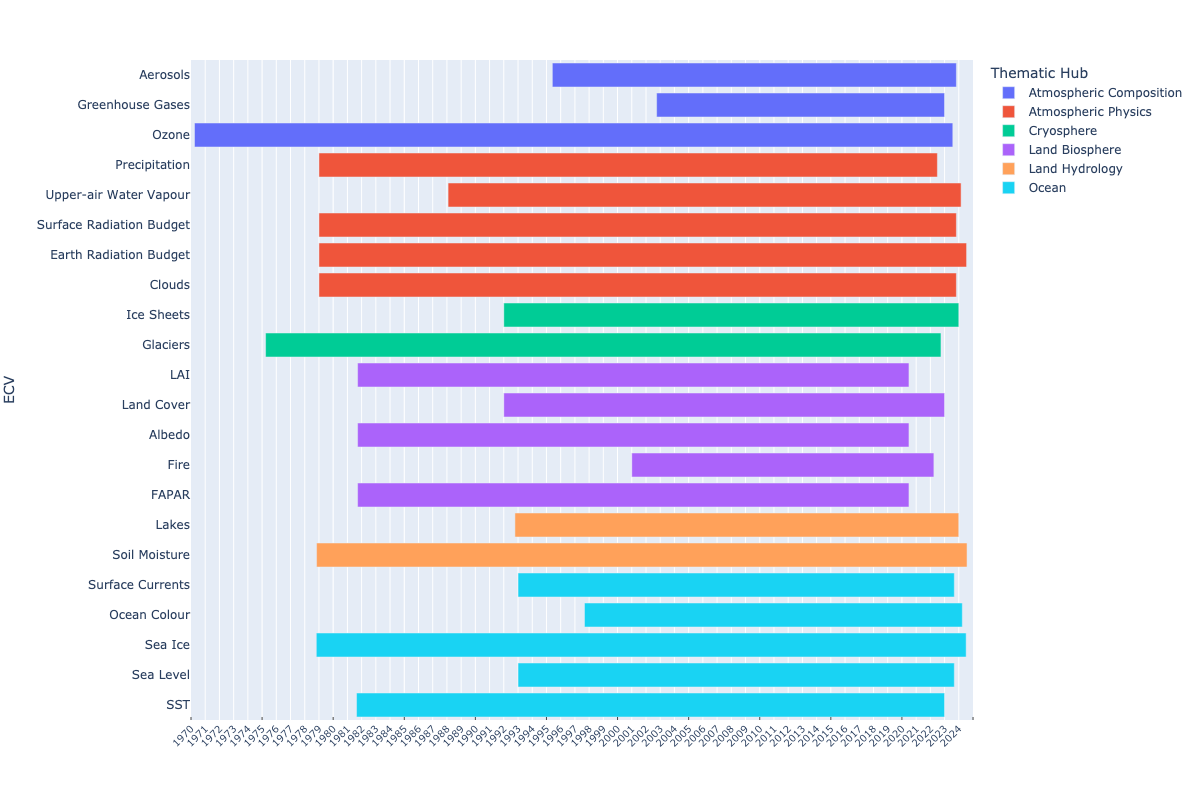 Thematic Hub
Atmospheric Composition
Atmospheric Physics
Cryosphere
Land Biosphere
Land Hydrology
Ocean
ECV
Aerosols
Greenhouse Gases
Ozone
Precipitation
Upper-air Water Vapour
Surface Radiation Budget
Earth Radiation Budget
Clouds
Ice Sheets
Glaciers
LAI
Land Cover
Albedo
Fire
FAPAR
Lakes
Soil Moisture
Surface Currents
Ocean Colour
Sea Ice
Sea Level
SST
1970 1971 1972 1973 1974 1975 1976 1977 1978 1979 1980 1981 1982 1983 1984 1985 1986 1987 1988 1989 1990 1991 1992 1993 1994 1995 1996 1997 1998 1999 2000 2001 2002 2003 2004 2005 2006 2007 2008 2009 2010 2011 2012 2013 2014 2015 2016 2017 2018 2019 2020 2021 2022 2023 2024